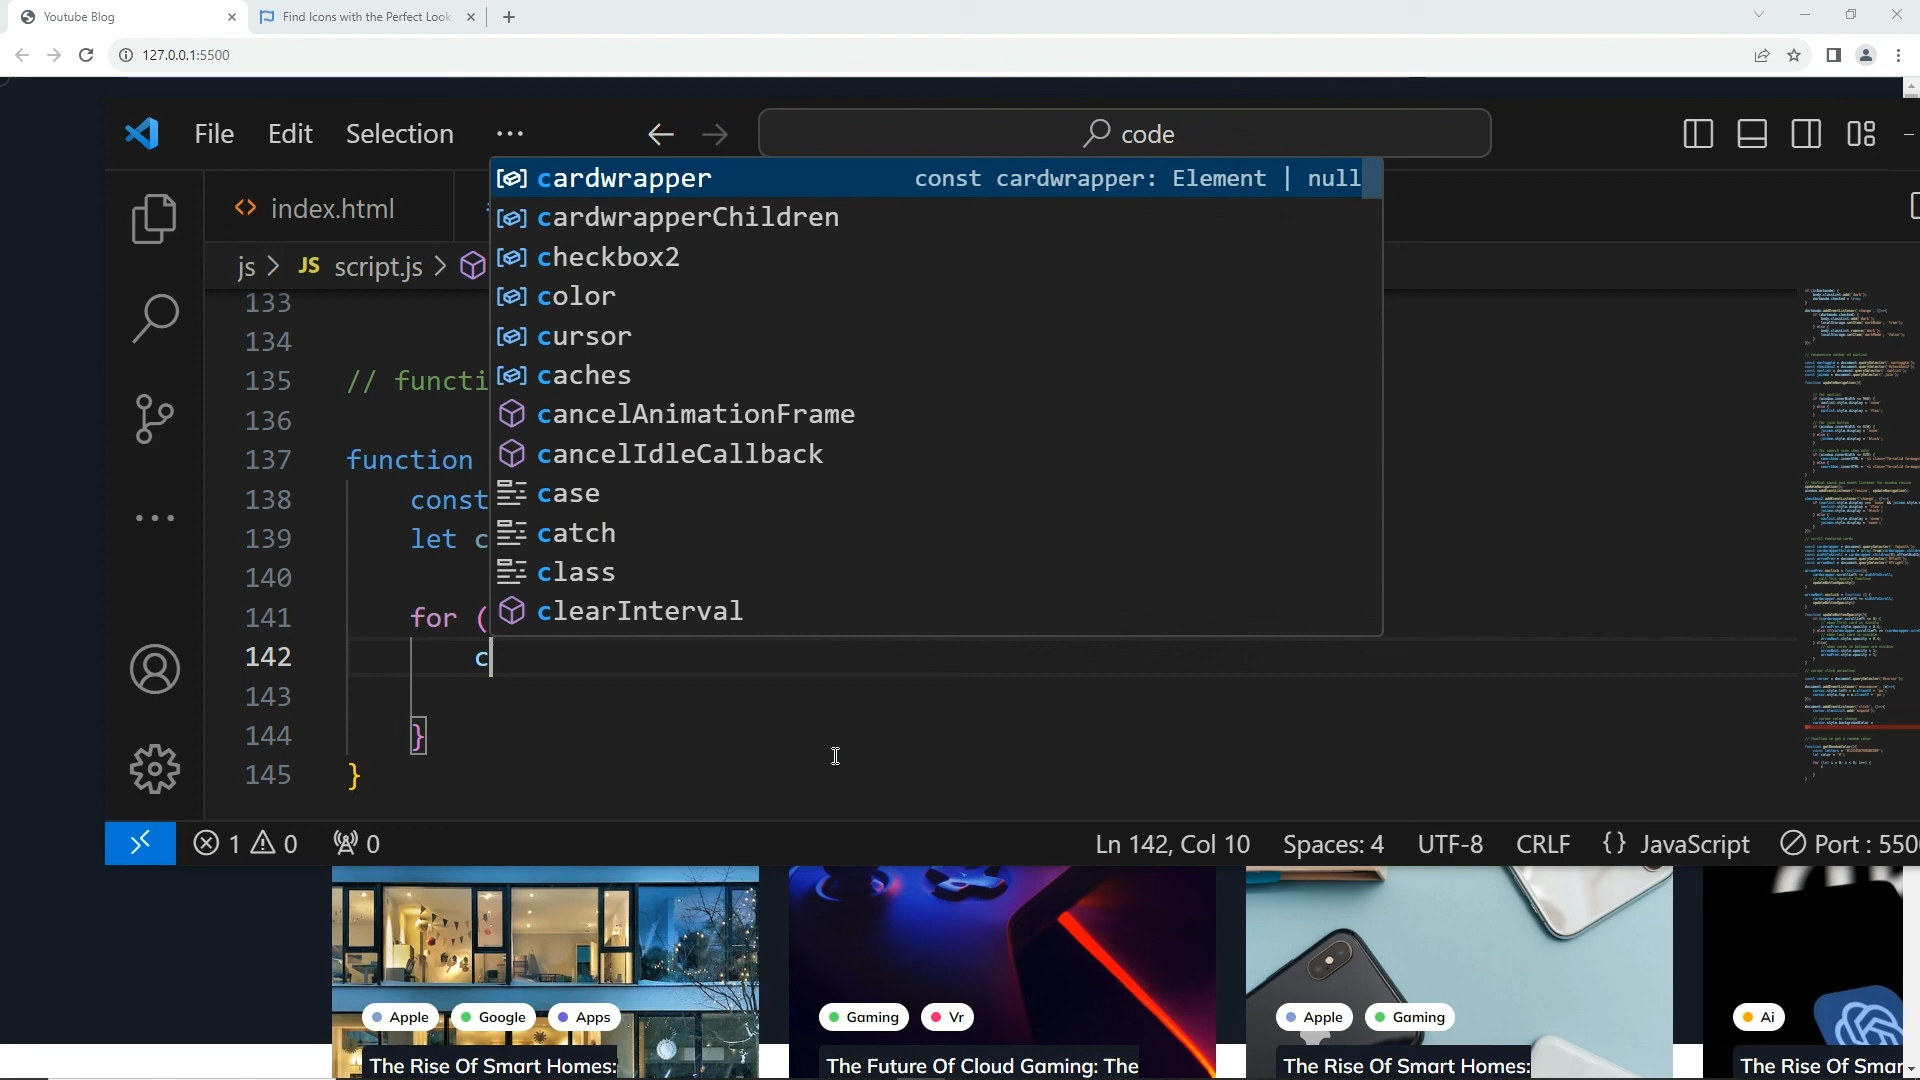 Youtube Blog
Find Icons with the Perfect Look
127.0.0.1:5500
File Edit Selection ...
code
index.html
js > JS script.js >
cardwrapper const cardwrapper: Element | null
cardwrapperChildren
checkbox2
color
cursor
caches
cancelAnimationFrame
cancelIdleCallback
case
catch
class
clearInterval
133
134
135 // functi
136
137 function
138 const
139 let c
140
141 for (
142 c
143
144 }
145 }
1 0 0
Ln 142, Col 10 Spaces: 4 UTF-8 CRLF {} JavaScript Port : 550
Apple Google Apps
The Rise Of Smart Homes:
Gaming Vr
The Future Of Cloud Gaming: The
Apple Gaming
The Rise Of Smart Homes:
Ai
The Rise Of Smar